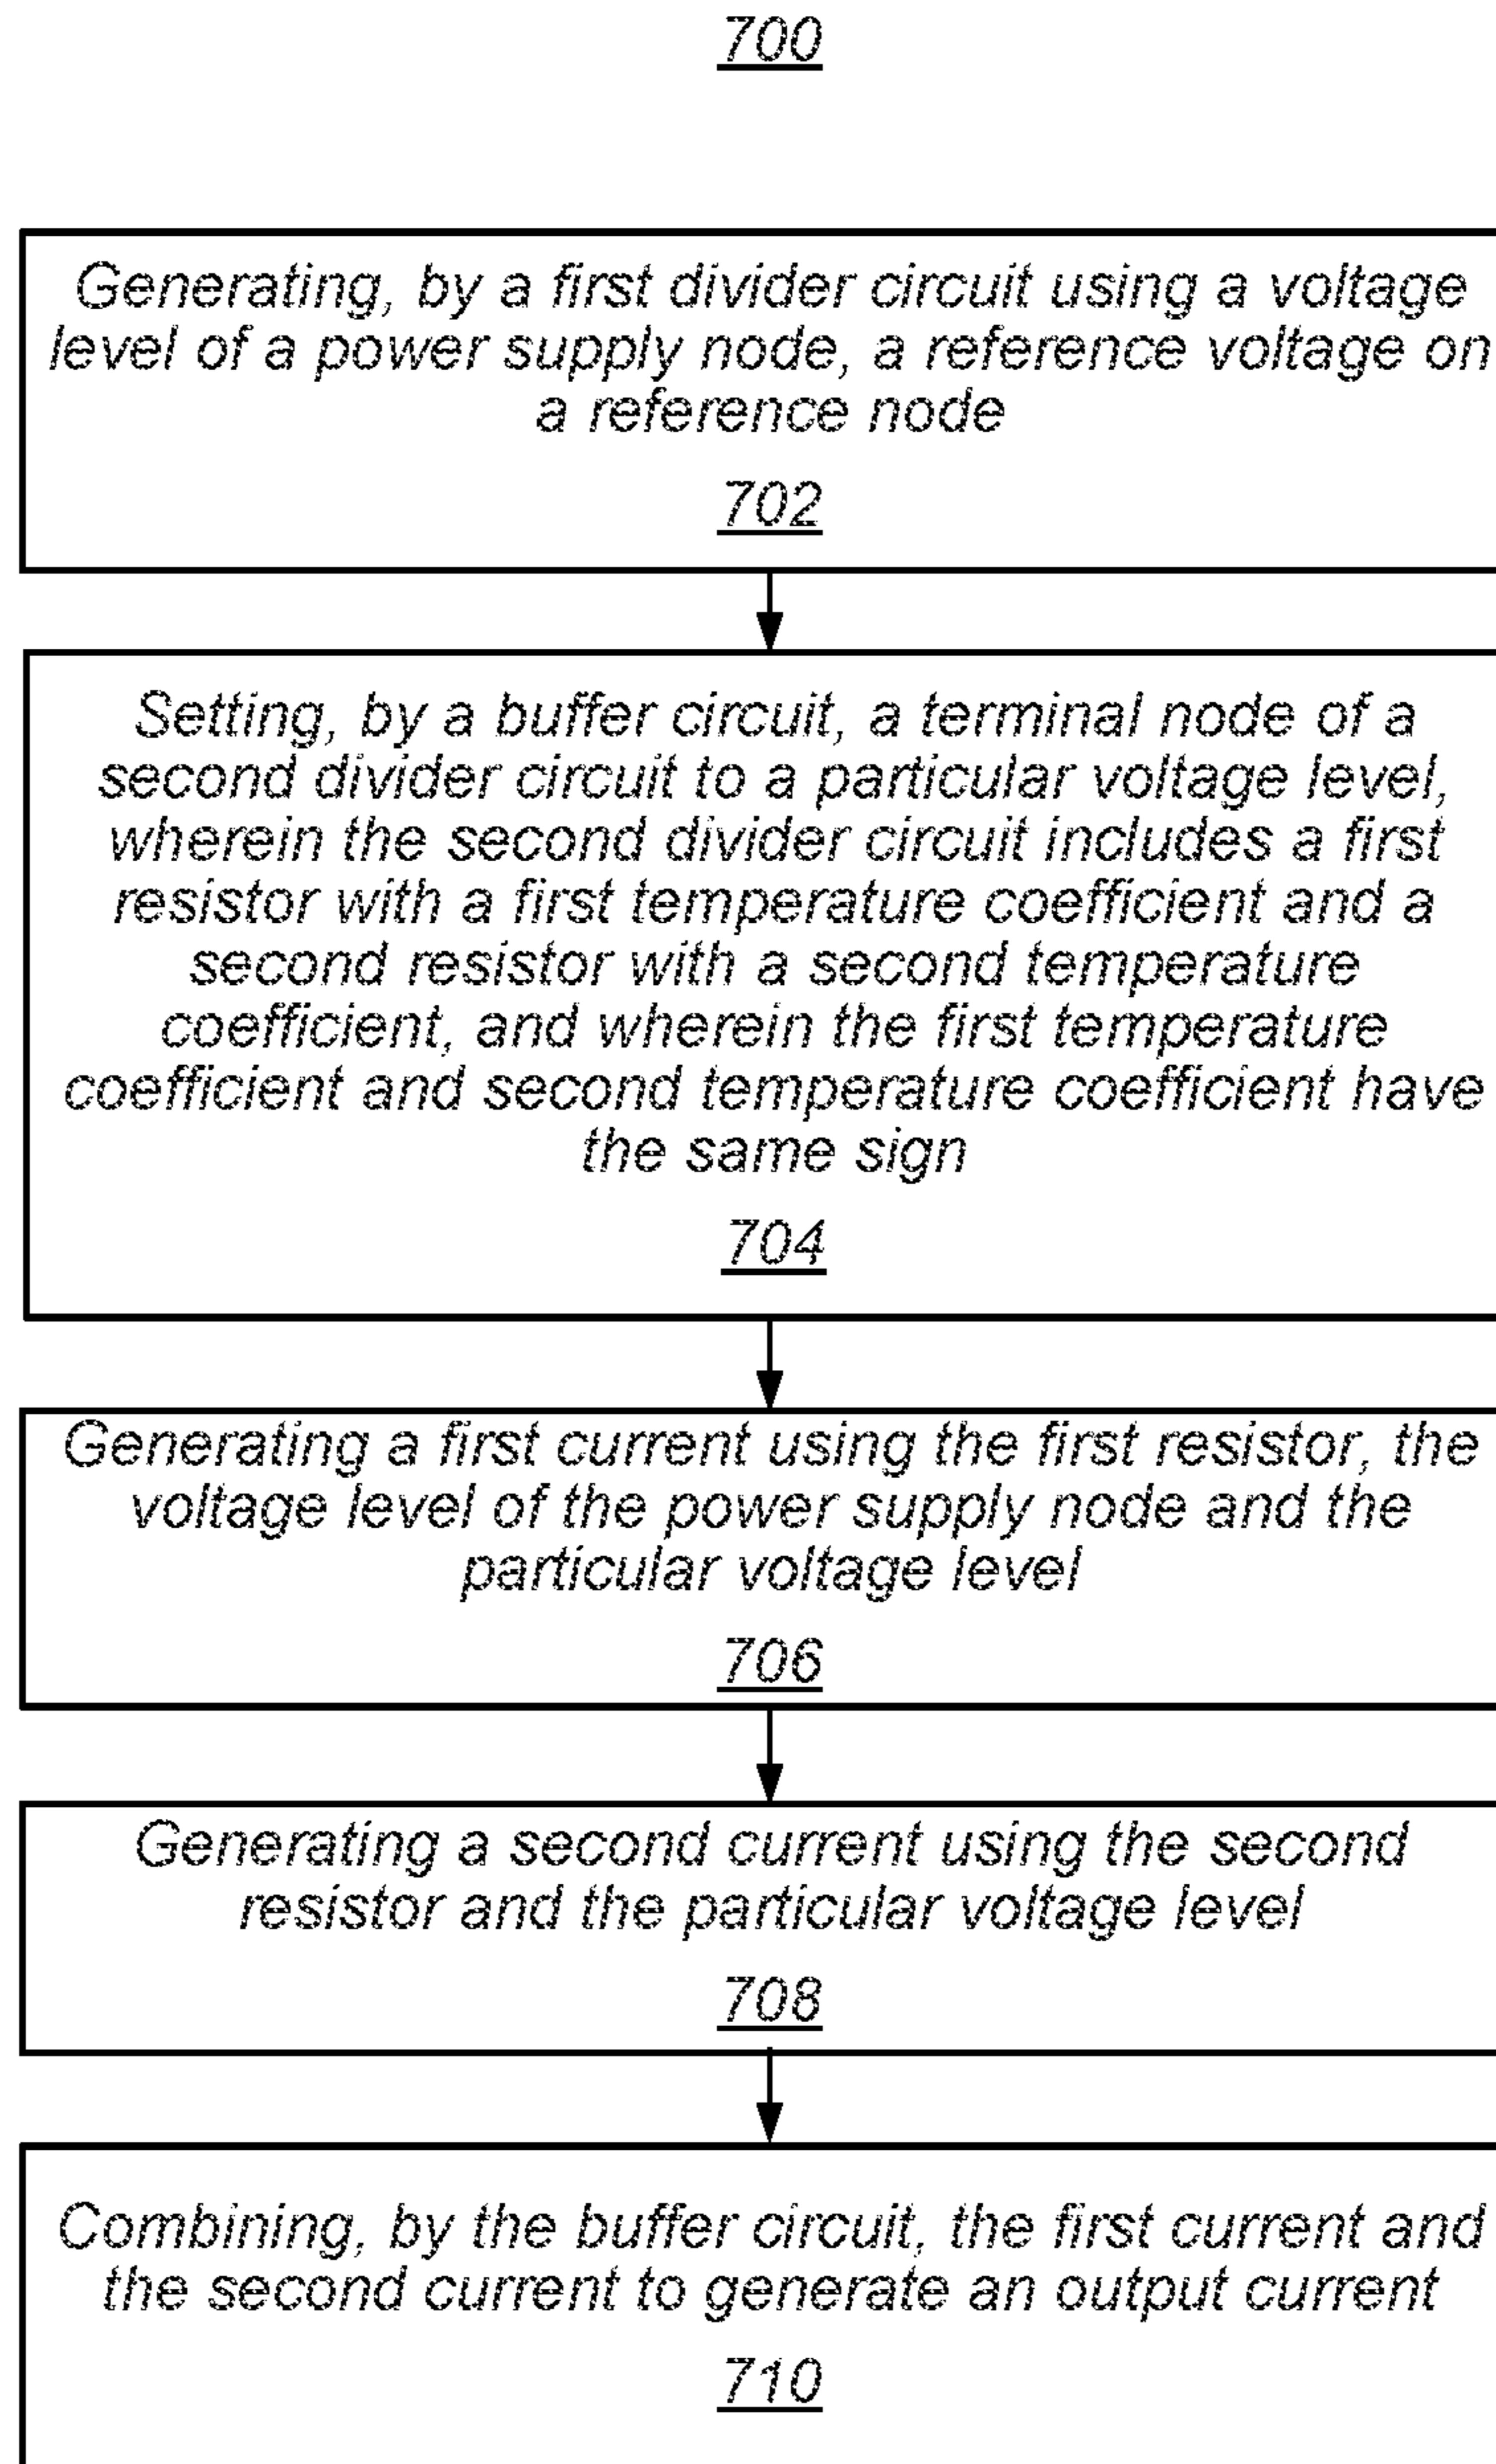 700
Generating, by a first divider circuit using a voltage
level of a power supply node, a reference voltage on
a reference node
702
Setting, by a buffer circuit, a terminal node of a
second divider circuit to a particular voltage level,
wherein the second divider circuit includes a first
resistor with a first temperature coefficient and a
second resistor with a second temperature
coefficient, and wherein the first temperature
coefficient and second temperature coefficient have
the same sign
704
Generating a first current using the first resistor, the
voltage level of the power supply node and the
particular voltage level
706
Generating a second current using the second
resistor and the particular voltage level
708
Combining, by the buffer circuit, the first current and
the second current to generate an output current
710